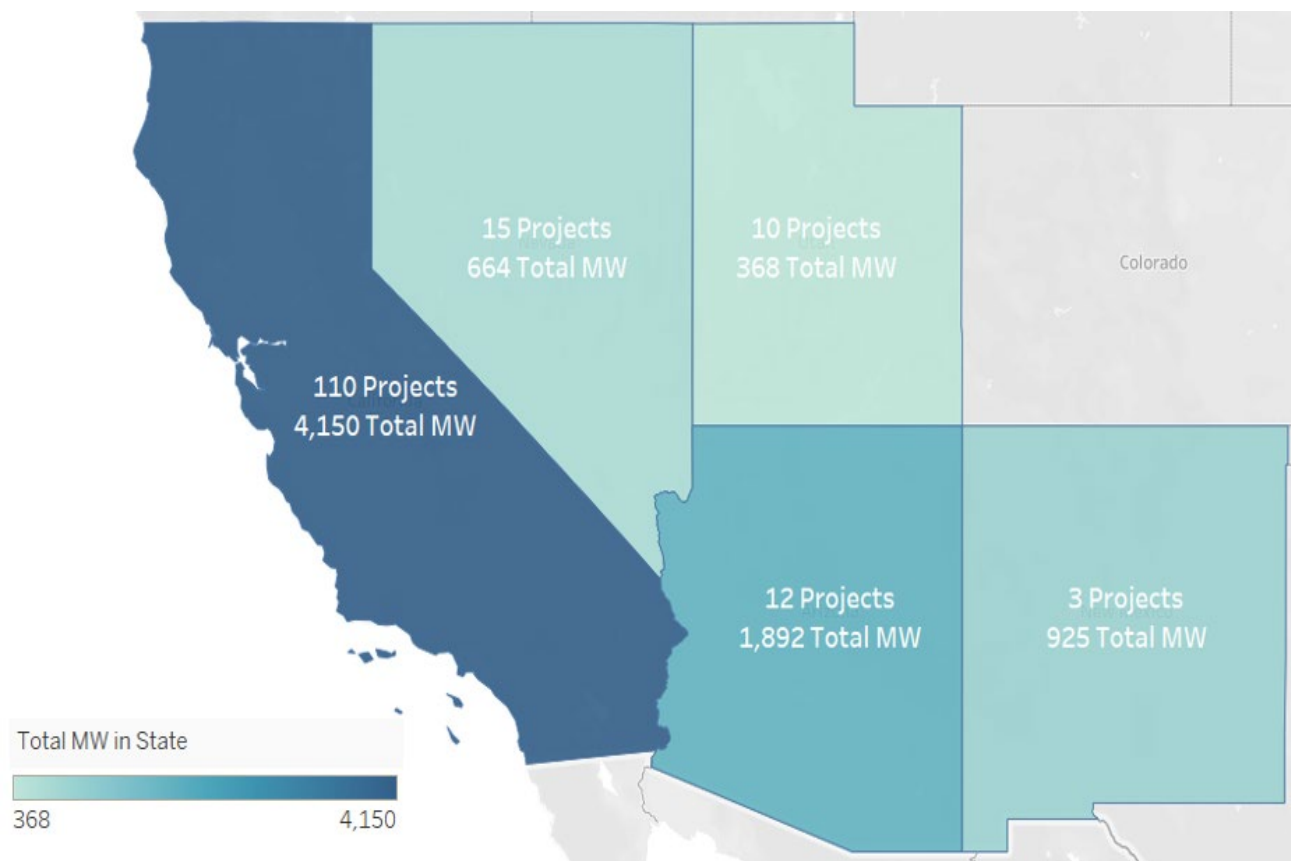 15 Projects
664 Total MW
10 Projects
368 Total MW
Colorado
110 Projects
4,150 Total MW
12 Projects
1,892 Total MW
3 Projects
925 Total MW
Total MW in State
368
4,150